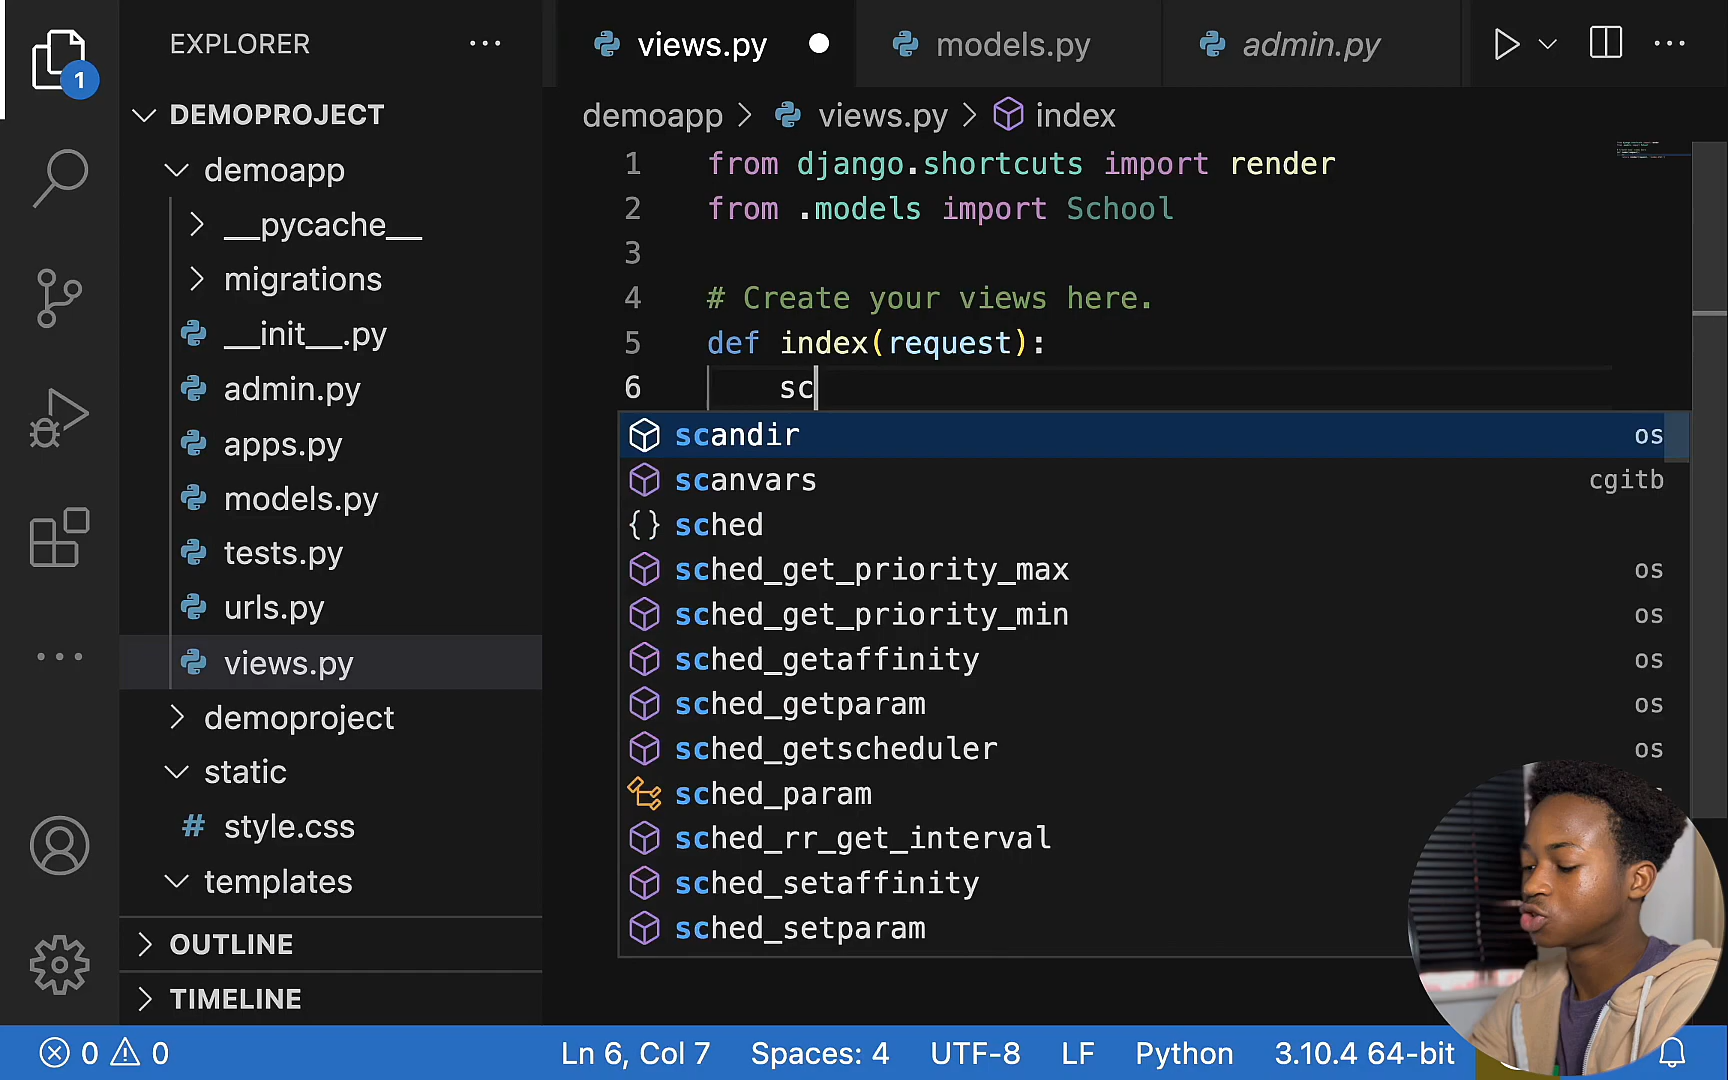 EXPLORER
1
DEMOPROJECT
demoapp
__pycache__
migrations
__init__.py
admin.py
apps.py
models.py
tests.py
urls.py
views.py
demoproject
static
# style.css
templates
OUTLINE
TIMELINE
views.py
models.py
admin.py
demoapp > views.py > index
1 from django.shortcuts import render
2 from .models import School
3
4 # Create your views here.
5 def index(request):
6 sc
scandir os
scanvars cgitb
{} sched
sched_get_priority_max os
sched_get_priority_min os
sched_getaffinity os
sched_getparam os
sched_getscheduler os
sched_param
sched_rr_get_interval
sched_setaffinity
sched_setparam
0 0
Ln 6, Col 7 Spaces: 4 UTF-8 LF Python 3.10.4 64-bit